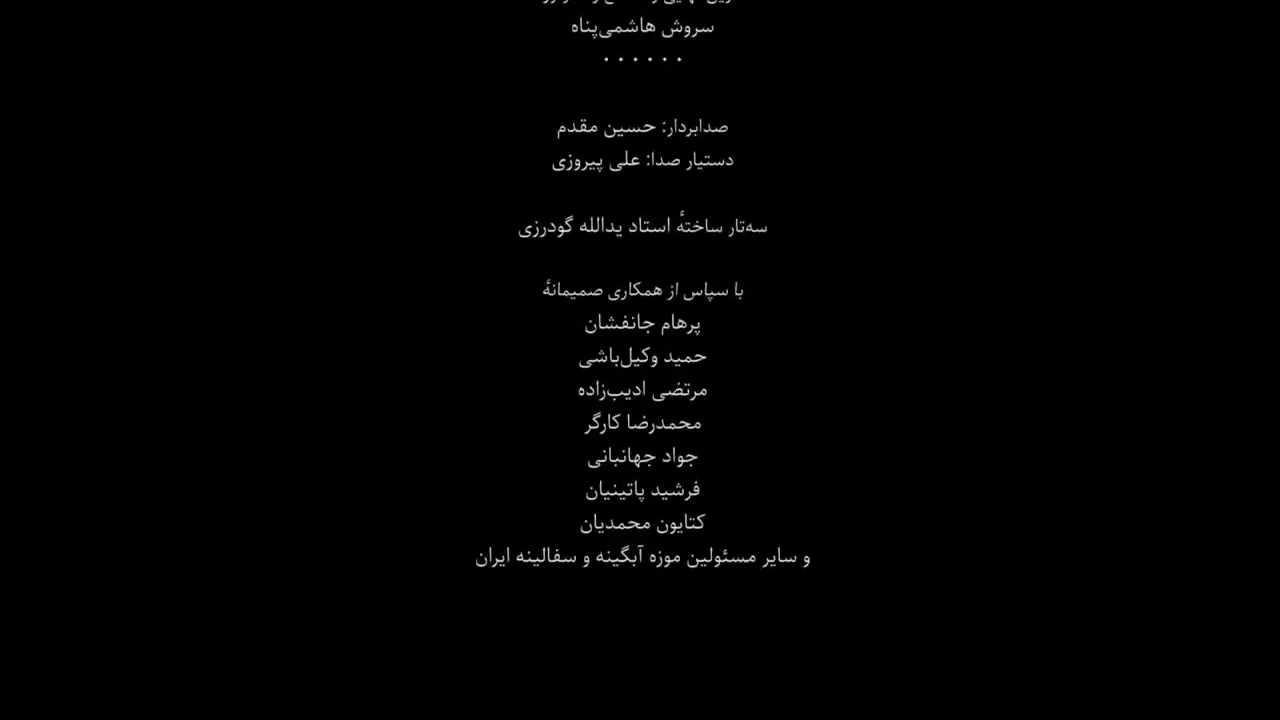 سروش هاشمی‌پناه
• • • • • •
صدابردار: حسین مقدم
دستیار صدا: علی پیروزی
سه‌تار ساختهٔ استاد یدالله گودرزی
با سپاس از همکاری صمیمانهٔ
پرهام جانفشان
حمید وکیل‌باشی
مرتضی ادیب‌زاده
محمدرضا کارگر
جواد جهانبانی
فرشید پاتینیان
کتایون محمدیان
و سایر مسئولین موزه آبگینه و سفالینه ایران